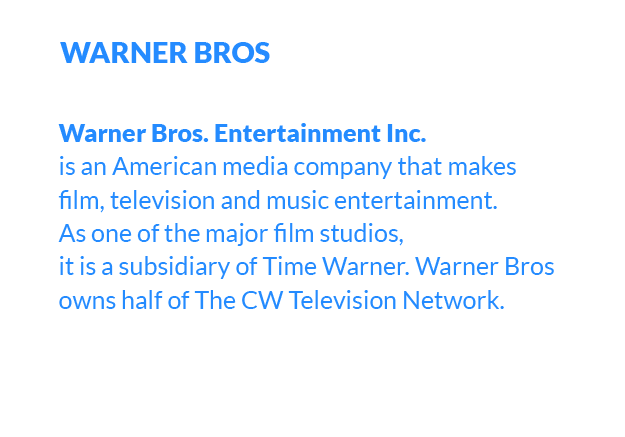 WARNER BROS
Warner Bros. Entertainment Inc.
is an American media company that makes
film, television and music entertainment.
As one of the major film studios,
it is a subsidiary of Time Warner. Warner Bros
owns half of The CW Television Network.